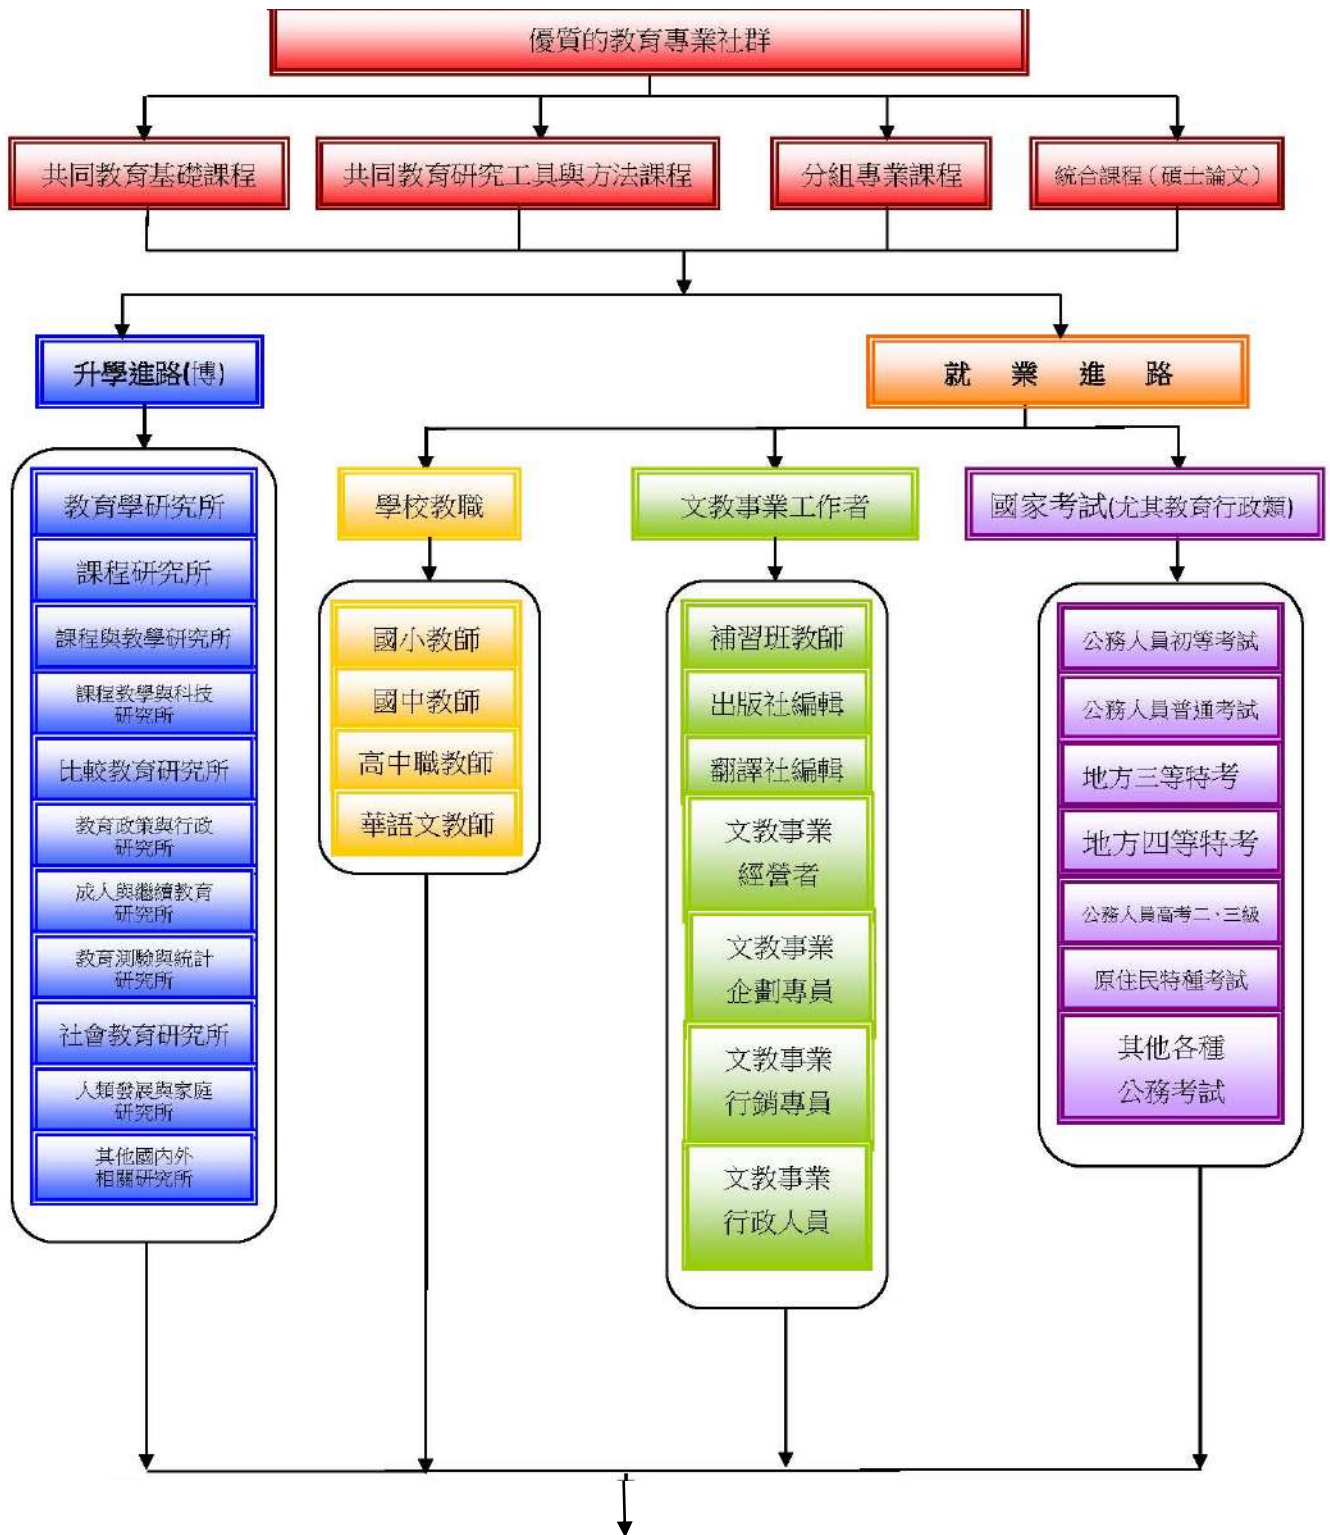 優質的教育專業社群
共同教育基礎課程
共同教育研究工具與方法課程
分組專業課程
統合課程（碩士論文）
升學進路(博)
就業進路
教育學研究所
課程研究所
課程與教學研究所
課程教學與科技
研究所
比較教育研究所
教育政策與行政
研究所
成人與繼續教育
研究所
教育測驗與統計
研究所
社會教育研究所
人類發展與家庭
研究所
其他國內外
相關研究所
學校教職
國小教師
國中教師
高中職教師
華語文教師
文教事業工作者
補習班教師
出版社編輯
翻譯社編輯
文教事業
經營者
文教事業
企劃專員
文教事業
行銷專員
文教事業
行政人員
國家考試(尤其教育行政類)
公務人員初等考試
公務人員普通考試
地方三等特考
地方四等特考
公務人員高考二、三級
原住民特種考試
其他各種
公務考試